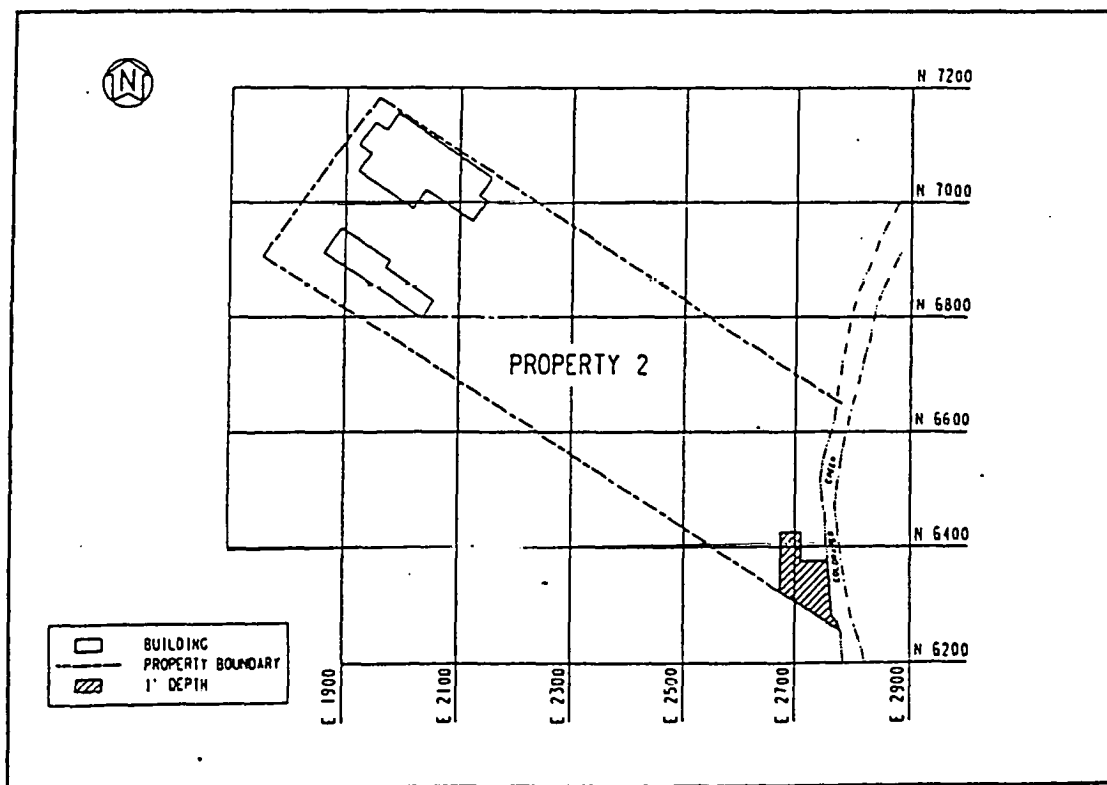 N
N 7200
N 7000
N 6800
PROPERTY 2
N 6600
N 6400
N 6200
E 1900
E 2100
E 2300
E 2500
E 2700
E 2900
BUILDING
PROPERTY BOUNDARY
1' DEPTH